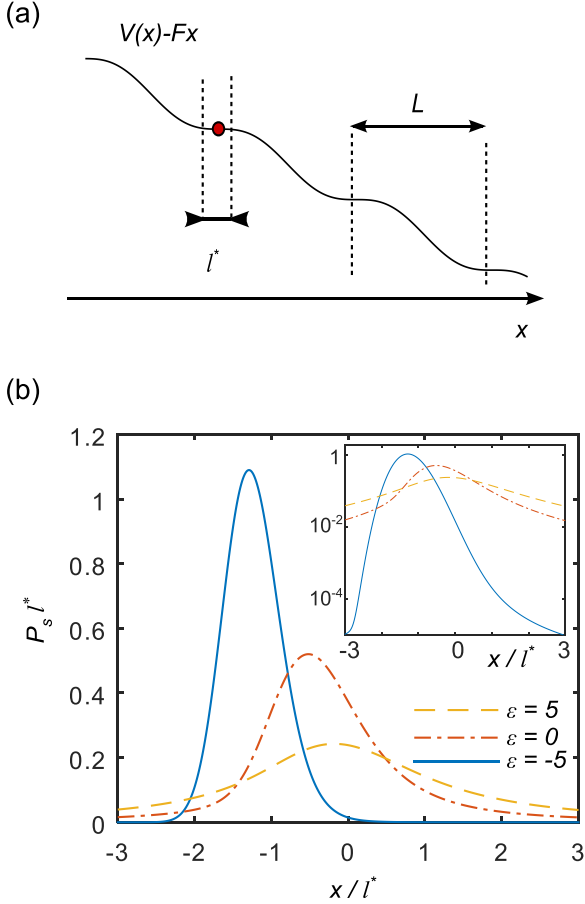 (a)
V(x)-Fx
L
l*
x
(b)
1.2
1
0.8
0.6
0.4
0.2
0
P_s l*
-3 -2 -1 0 1 2 3
x / l*
1
10^-2
10^-4
-3 0 3
x / l*
ε = 5
ε = 0
ε = -5